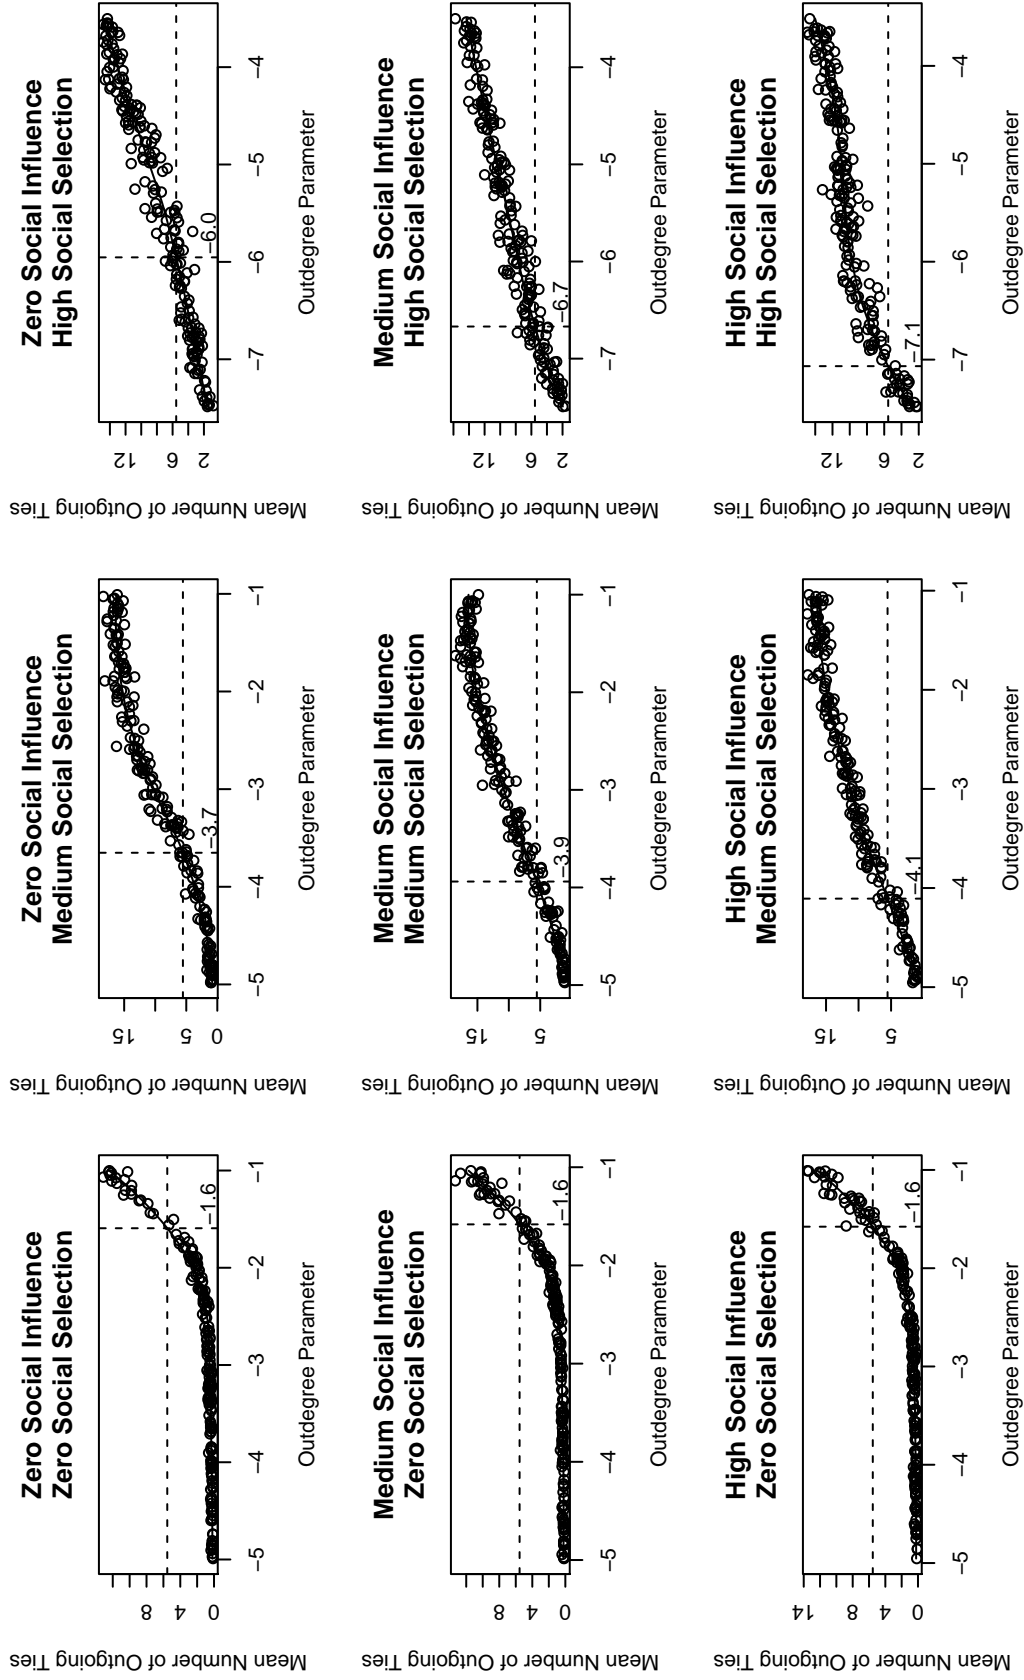 Zero Social Influence
Zero Social Selection
Mean Number of Outgoing Ties
0 4 8
−1.6
−5 −4 −3 −2 −1
Outdegree Parameter
Zero Social Influence
Medium Social Selection
Mean Number of Outgoing Ties
0 5 15
−3.7
−5 −4 −3 −2 −1
Outdegree Parameter
Zero Social Influence
High Social Selection
Mean Number of Outgoing Ties
2 6 12
−6.0
−7 −6 −5 −4
Outdegree Parameter
Medium Social Influence
Zero Social Selection
Mean Number of Outgoing Ties
0 4 8
−1.6
−5 −4 −3 −2 −1
Outdegree Parameter
Medium Social Influence
Medium Social Selection
Mean Number of Outgoing Ties
5 15
−3.9
−5 −4 −3 −2 −1
Outdegree Parameter
Medium Social Influence
High Social Selection
Mean Number of Outgoing Ties
2 6 12
−6.7
−7 −6 −5 −4
Outdegree Parameter
High Social Influence
Zero Social Selection
Mean Number of Outgoing Ties
0 4 8 14
−1.6
−5 −4 −3 −2 −1
Outdegree Parameter
High Social Influence
Medium Social Selection
Mean Number of Outgoing Ties
5 15
−4.1
−5 −4 −3 −2 −1
Outdegree Parameter
High Social Influence
High Social Selection
Mean Number of Outgoing Ties
2 6 12
−7.1
−7 −6 −5 −4
Outdegree Parameter